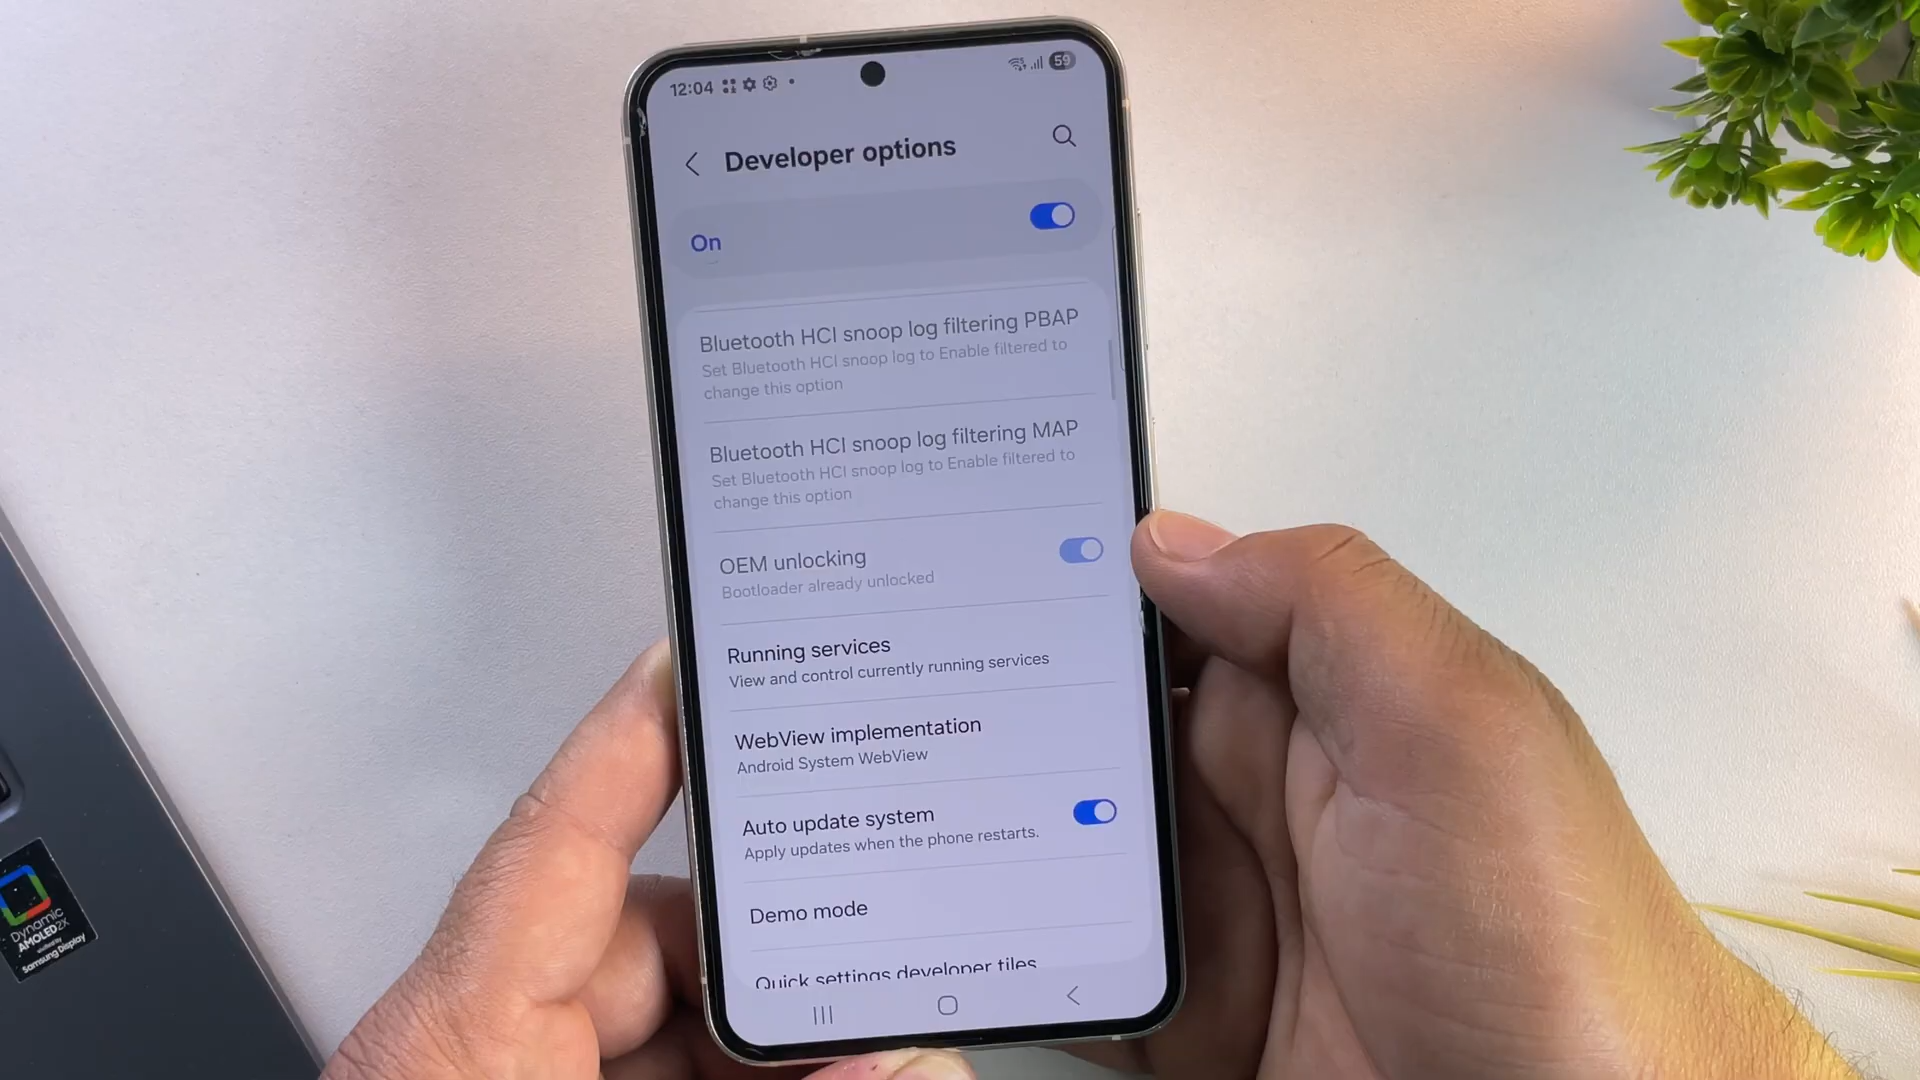 12:04
59
Developer options
On
Bluetooth HCI snoop log filtering PBAP
Set Bluetooth HCI snoop log to Enable filtered to
change this option
Bluetooth HCI snoop log filtering MAP
Set Bluetooth HCI snoop log to Enable filtered to
change this option
OEM unlocking
Bootloader already unlocked
Running services
View and control currently running services
WebView implementation
Android System WebView
Auto update system
Apply updates when the phone restarts.
Demo mode
Quick settings developer tiles
Dynamic
AMOLED 2X
Samsung Display